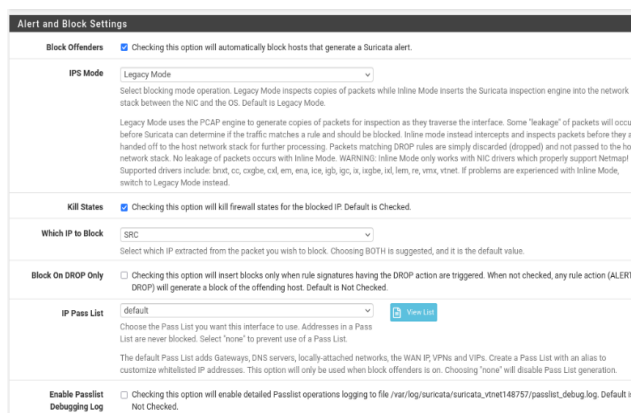 Alert and Block Settings
Block Offenders
Checking this option will automatically block hosts that generate a Suricata alert.
IPS Mode
Legacy Mode
Select blocking mode operation. Legacy Mode inspects copies of packets while Inline Mode inserts the Suricata inspection engine into the network
stack between the NIC and the OS. Default is Legacy Mode.
Legacy Mode uses the PCAP engine to generate copies of packets for inspection as they traverse the interface. Some "leakage" of packets will occu
before Suricata can determine if the traffic matches a rule and should be blocked. Inline mode instead intercepts and inspects packets before they a
handed off to the host network stack for further processing. Packets matching DROP rules are simply discarded (dropped) and not passed to the ho
network stack. No leakage of packets occurs with Inline Mode. WARNING: Inline Mode only works with NIC drivers which properly support Netmap!
Supported drivers include: bnxt, cc, cxgbe, cxl, em, ena, ice, igb, igc, ix, ixgbe, ixl, lem, re, vmx, vtnet. If problems are experienced with Inline Mode,
switch to Legacy Mode instead.
Kill States
Checking this option will kill firewall states for the blocked IP. Default is Checked.
Which IP to Block
SRC
Select which IP extracted from the packet you wish to block. Choosing BOTH is suggested, and it is the default value.
Block On DROP Only
Checking this option will insert blocks only when rule signatures having the DROP action are triggered. When not checked, any rule action (ALERT
DROP) will generate a block of the offending host. Default is Not Checked.
IP Pass List
default
View List
Choose the Pass List you want this interface to use. Addresses in a Pass
List are never blocked. Select "none" to prevent use of a Pass List.
The default Pass List adds Gateways, DNS servers, locally-attached networks, the WAN IP, VPNs and VIPs. Create a Pass List with an alias to
customize whitelisted IP addresses. This option will only be used when block offenders is on. Choosing "none" will disable Pass List generation.
Enable Passlist
Debugging Log
Checking this option will enable detailed Passlist operations logging to file /var/log/suricata/suricata_vtnet148757/passlist_debug.log. Default is
Not Checked.